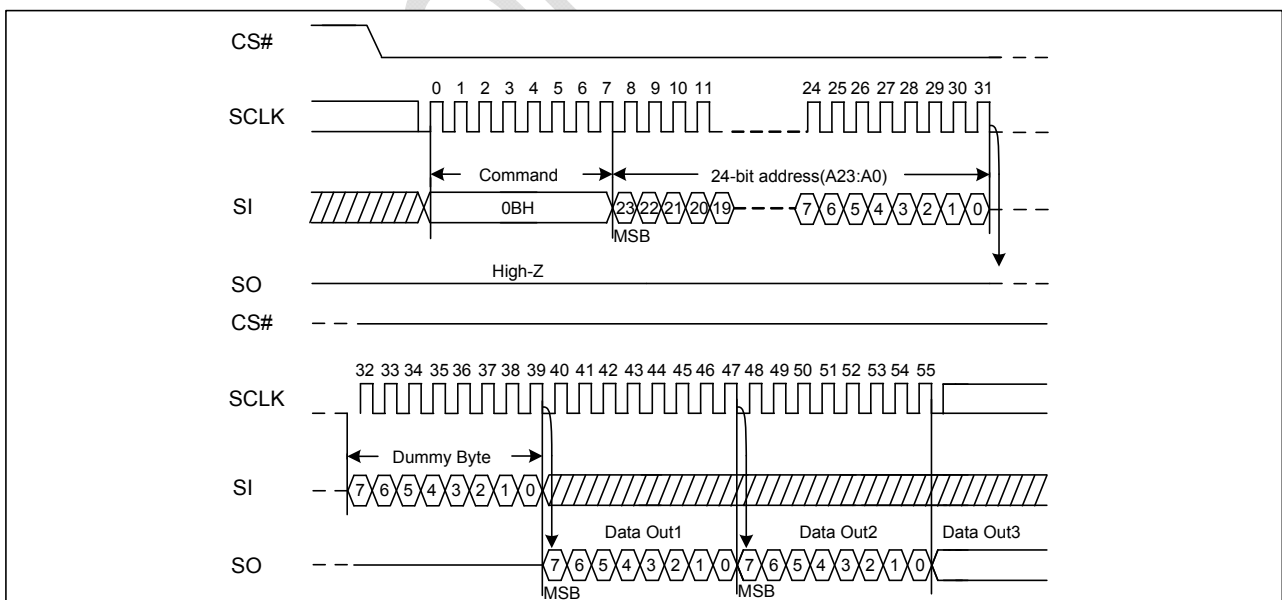 CS#
0 1 2 3 4 5 6 7 8 9 10 11 24 25 26 27 28 29 30 31
SCLK
Command 24-bit address(A23:A0)
SI 0BH 23 22 21 20 19 7 6 5 4 3 2 1 0
MSB
High-Z
SO
CS#
32 33 34 35 36 37 38 39 40 41 42 43 44 45 46 47 48 49 50 51 52 53 54 55
SCLK
Dummy Byte
SI 7 6 5 4 3 2 1 0
Data Out1 Data Out2 Data Out3
SO 7 6 5 4 3 2 1 0 7 6 5 4 3 2 1 0
MSB MSB